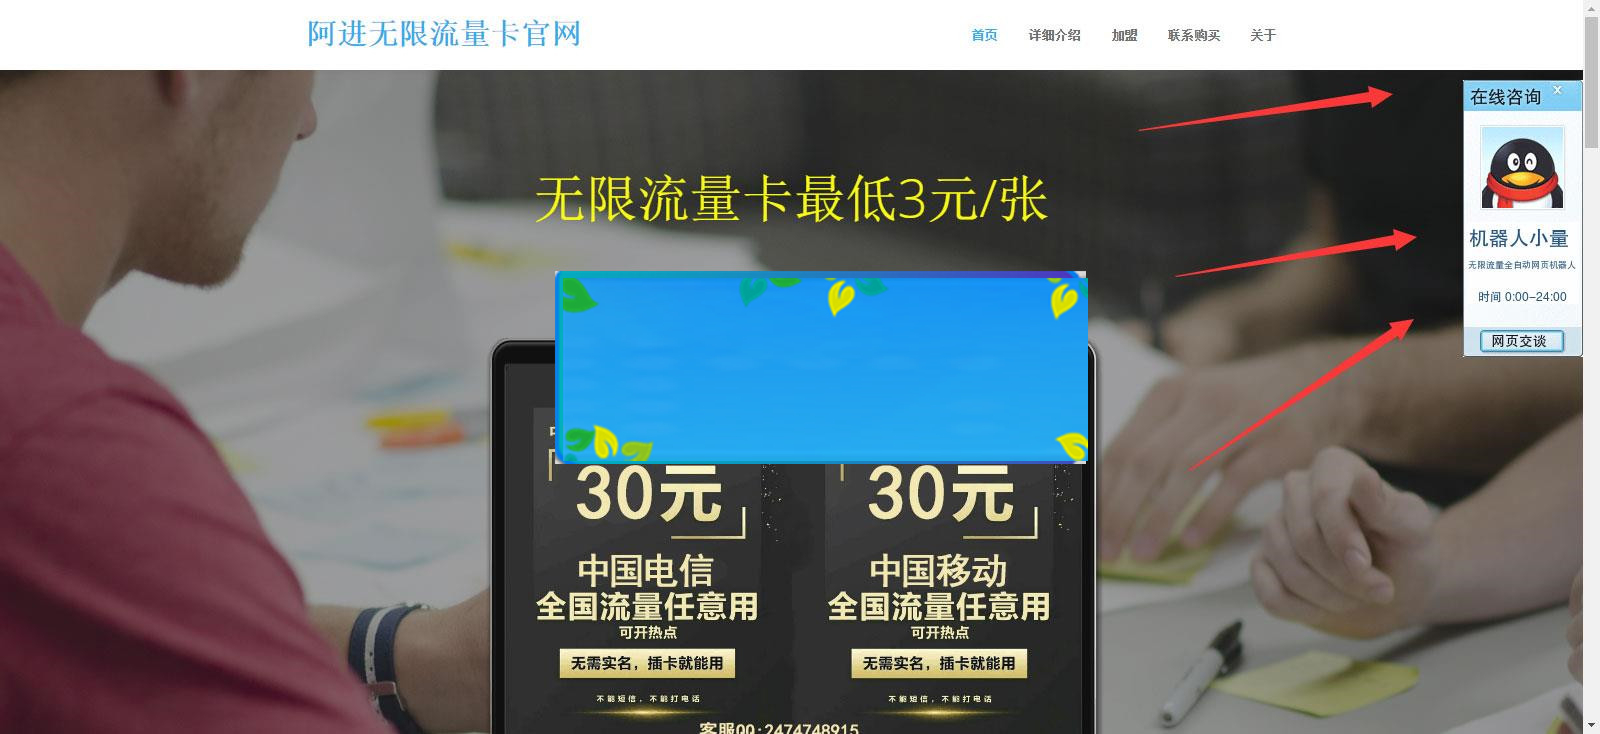 阿进无限流量卡官网
首页 详细介绍 加盟 联系购买 关于
在线咨询 x
无限流量卡最低3元/张
机器人小量
无限流量全自动网页机器人
时间 0:00-24:00
网页交谈
30元 30元
中国电信 中国移动
全国流量任意用 全国流量任意用
可开热点 可开热点
无需实名，插卡就能用 无需实名，插卡就能用
不能短信，不能打电话 不能短信，不能打电话
客服QQ:2474748915